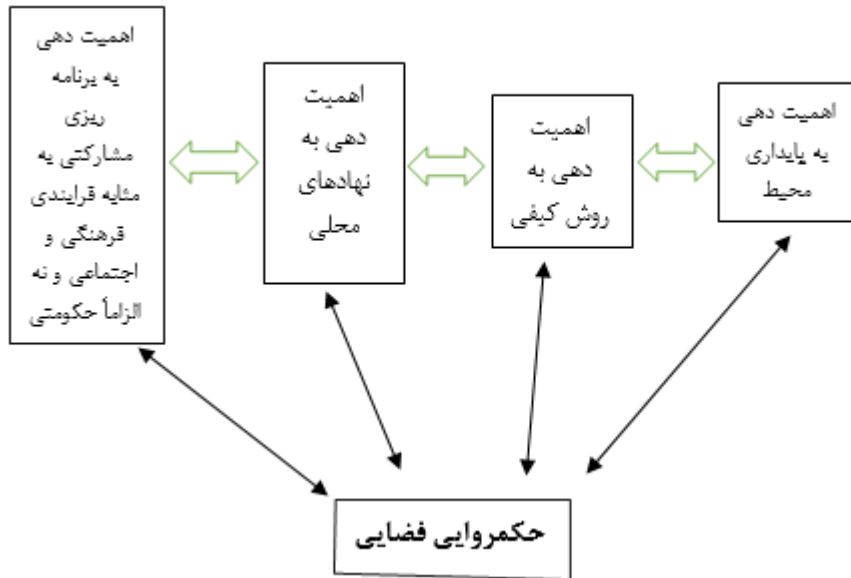 اهمیت دهی
به پایداری
محیط
اهمیت
دهی به
روش کیفی
اهمیت
دهی به
نهادهای
محلی
اهمیت دهی
به برنامه
ریزی
مشارکتی به
مثابه فرایندی
فرهنگی و
اجتماعی و نه
الزاماً حکومتی
حکمروایی فضایی